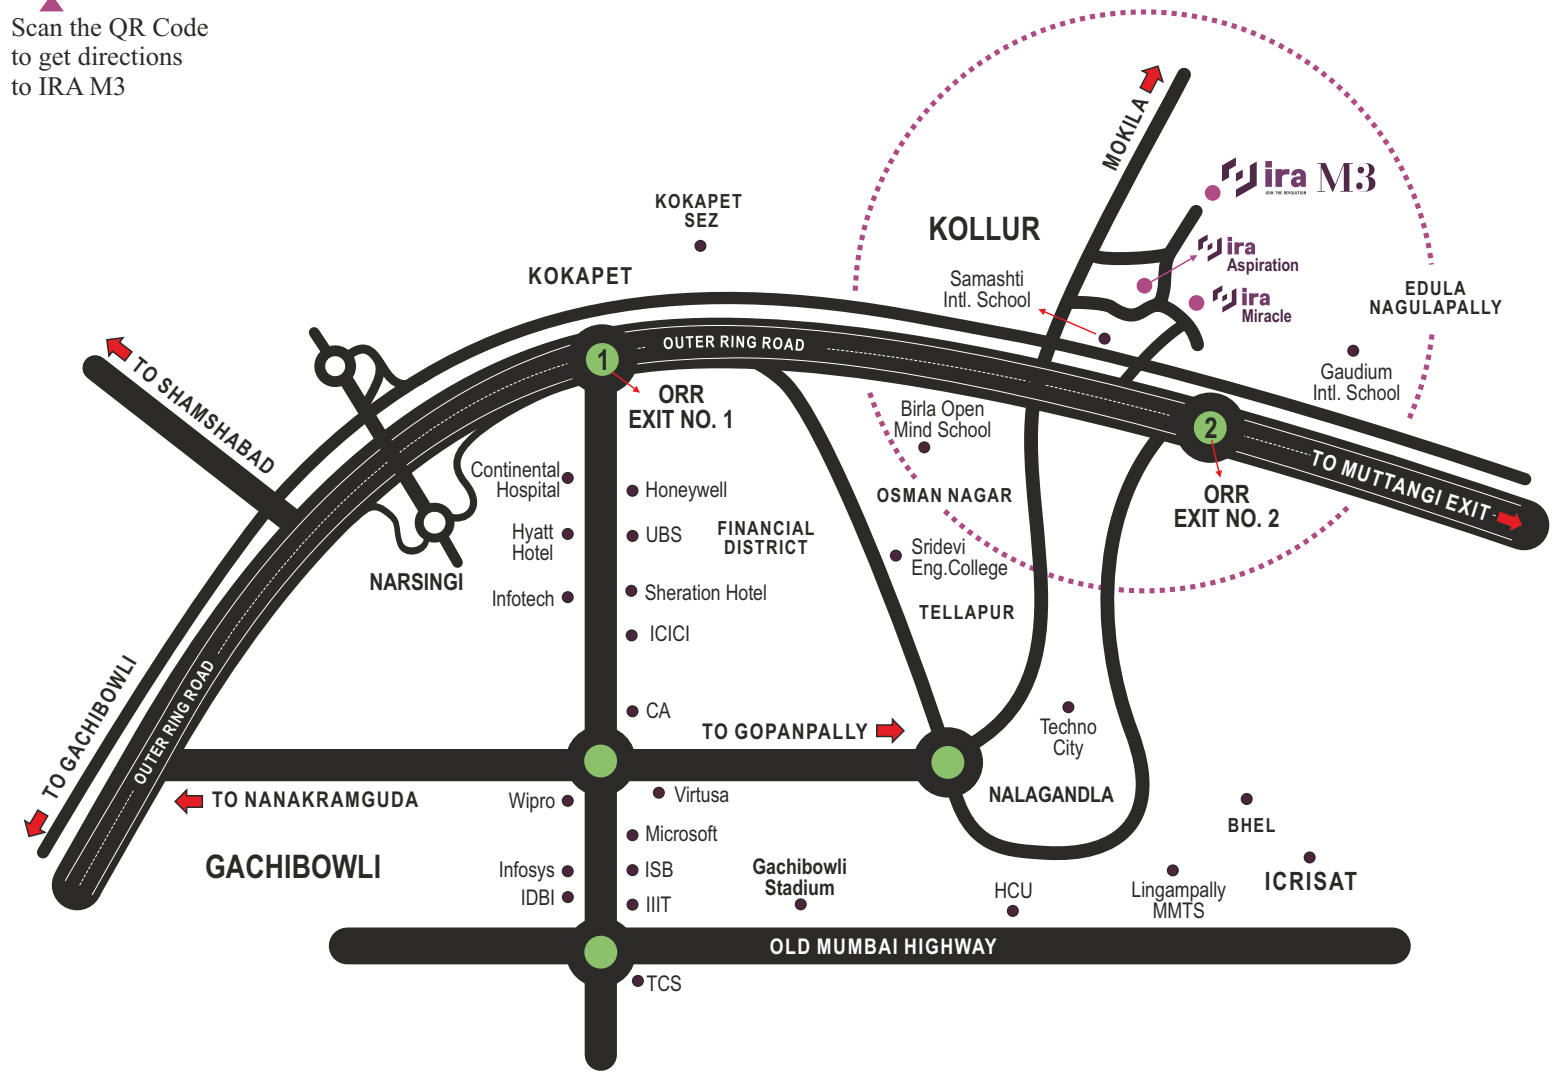 Scan the QR Code
to get directions
to IRA M3
MOKILA
ira M3
JOIN THE REVOLUTION
KOKAPET
SEZ
KOLLUR
ira
Aspiration
KOKAPET
Samashti
Intl. School
ira
Miracle
EDULA
NAGULAPALLY
TO SHAMSHABAD
1
OUTER RING ROAD
Gaudium
Intl. School
ORR
EXIT NO. 1
Birla Open
Mind School
2
TO MUTTANGI EXIT
Continental
Hospital
Honeywell
OSMAN NAGAR
ORR
EXIT NO. 2
Hyatt
Hotel
UBS
FINANCIAL
DISTRICT
Sridevi
Eng.College
NARSINGI
Infotech
Sheration Hotel
TELLAPUR
ICICI
TO GACHIBOWLI
OUTER RING ROAD
CA
TO GOPANPALLY
Techno
City
TO NANAKRAMGUDA
Wipro
Virtusa
NALAGANDLA
Microsoft
BHEL
GACHIBOWLI
Infosys
ISB
Gachibowli
Stadium
IDBI
IIIT
HCU
Lingampally
MMTS
ICRISAT
OLD MUMBAI HIGHWAY
TCS